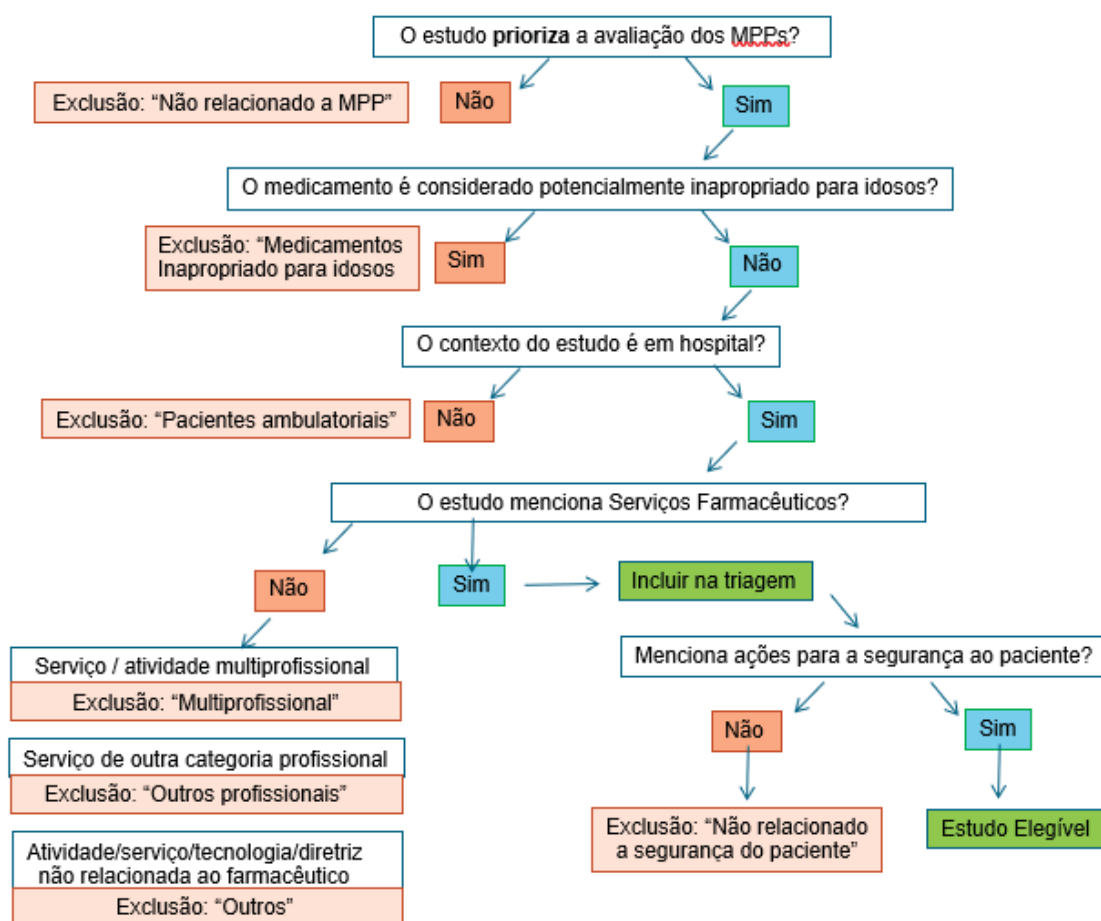 O estudo prioriza a avaliação dos MPPs?
Exclusão: “Não relacionado a MPP”
Não
Sim
O medicamento é considerado potencialmente inapropriado para idosos?
Exclusão: “Medicamentos
Inapropriado para idosos
Sim
Não
O contexto do estudo é em hospital?
Exclusão: “Pacientes ambulatoriais”
Não
Sim
O estudo menciona Serviços Farmacêuticos?
Não
Sim
Incluir na triagem
Serviço / atividade multiprofissional
Exclusão: “Multiprofissional”
Serviço de outra categoria profissional
Exclusão: “Outros profissionais”
Atividade/serviço/tecnologia/diretriz
não relacionada ao farmacêutico
Exclusão: “Outros”
Menciona ações para a segurança ao paciente?
Não
Sim
Exclusão: “Não relacionado
a segurança do paciente”
Estudo Elegível